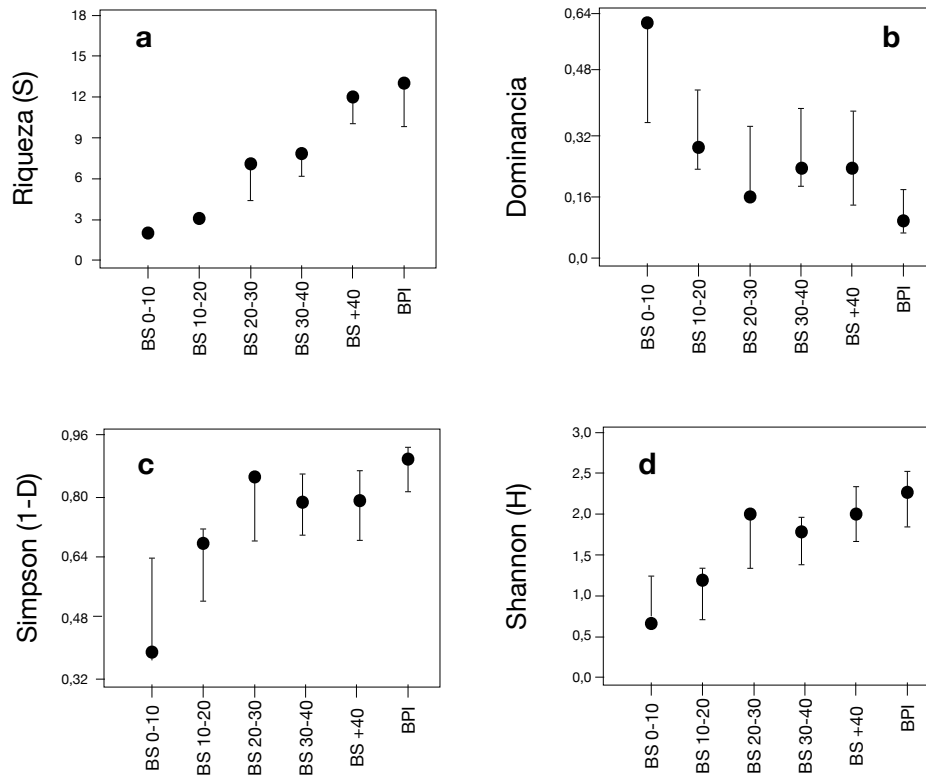 a
Riqueza (S)
18
15
12
9
6
3
0
BS 0-10
BS 10-20
BS 20-30
BS 30-40
BS +40
BPI
b
Dominancia
0,64
0,48
0,32
0,16
0,0
BS 0-10
BS 10-20
BS 20-30
BS 30-40
BS +40
BPI
c
Simpson (1-D)
0,96
0,80
0,64
0,48
0,32
BS 0-10
BS 10-20
BS 20-30
BS 30-40
BS +40
BPI
d
Shannon (H)
3,0
2,5
2,0
1,5
1,0
0,5
0,0
BS 0-10
BS 10-20
BS 20-30
BS 30-40
BS +40
BPI